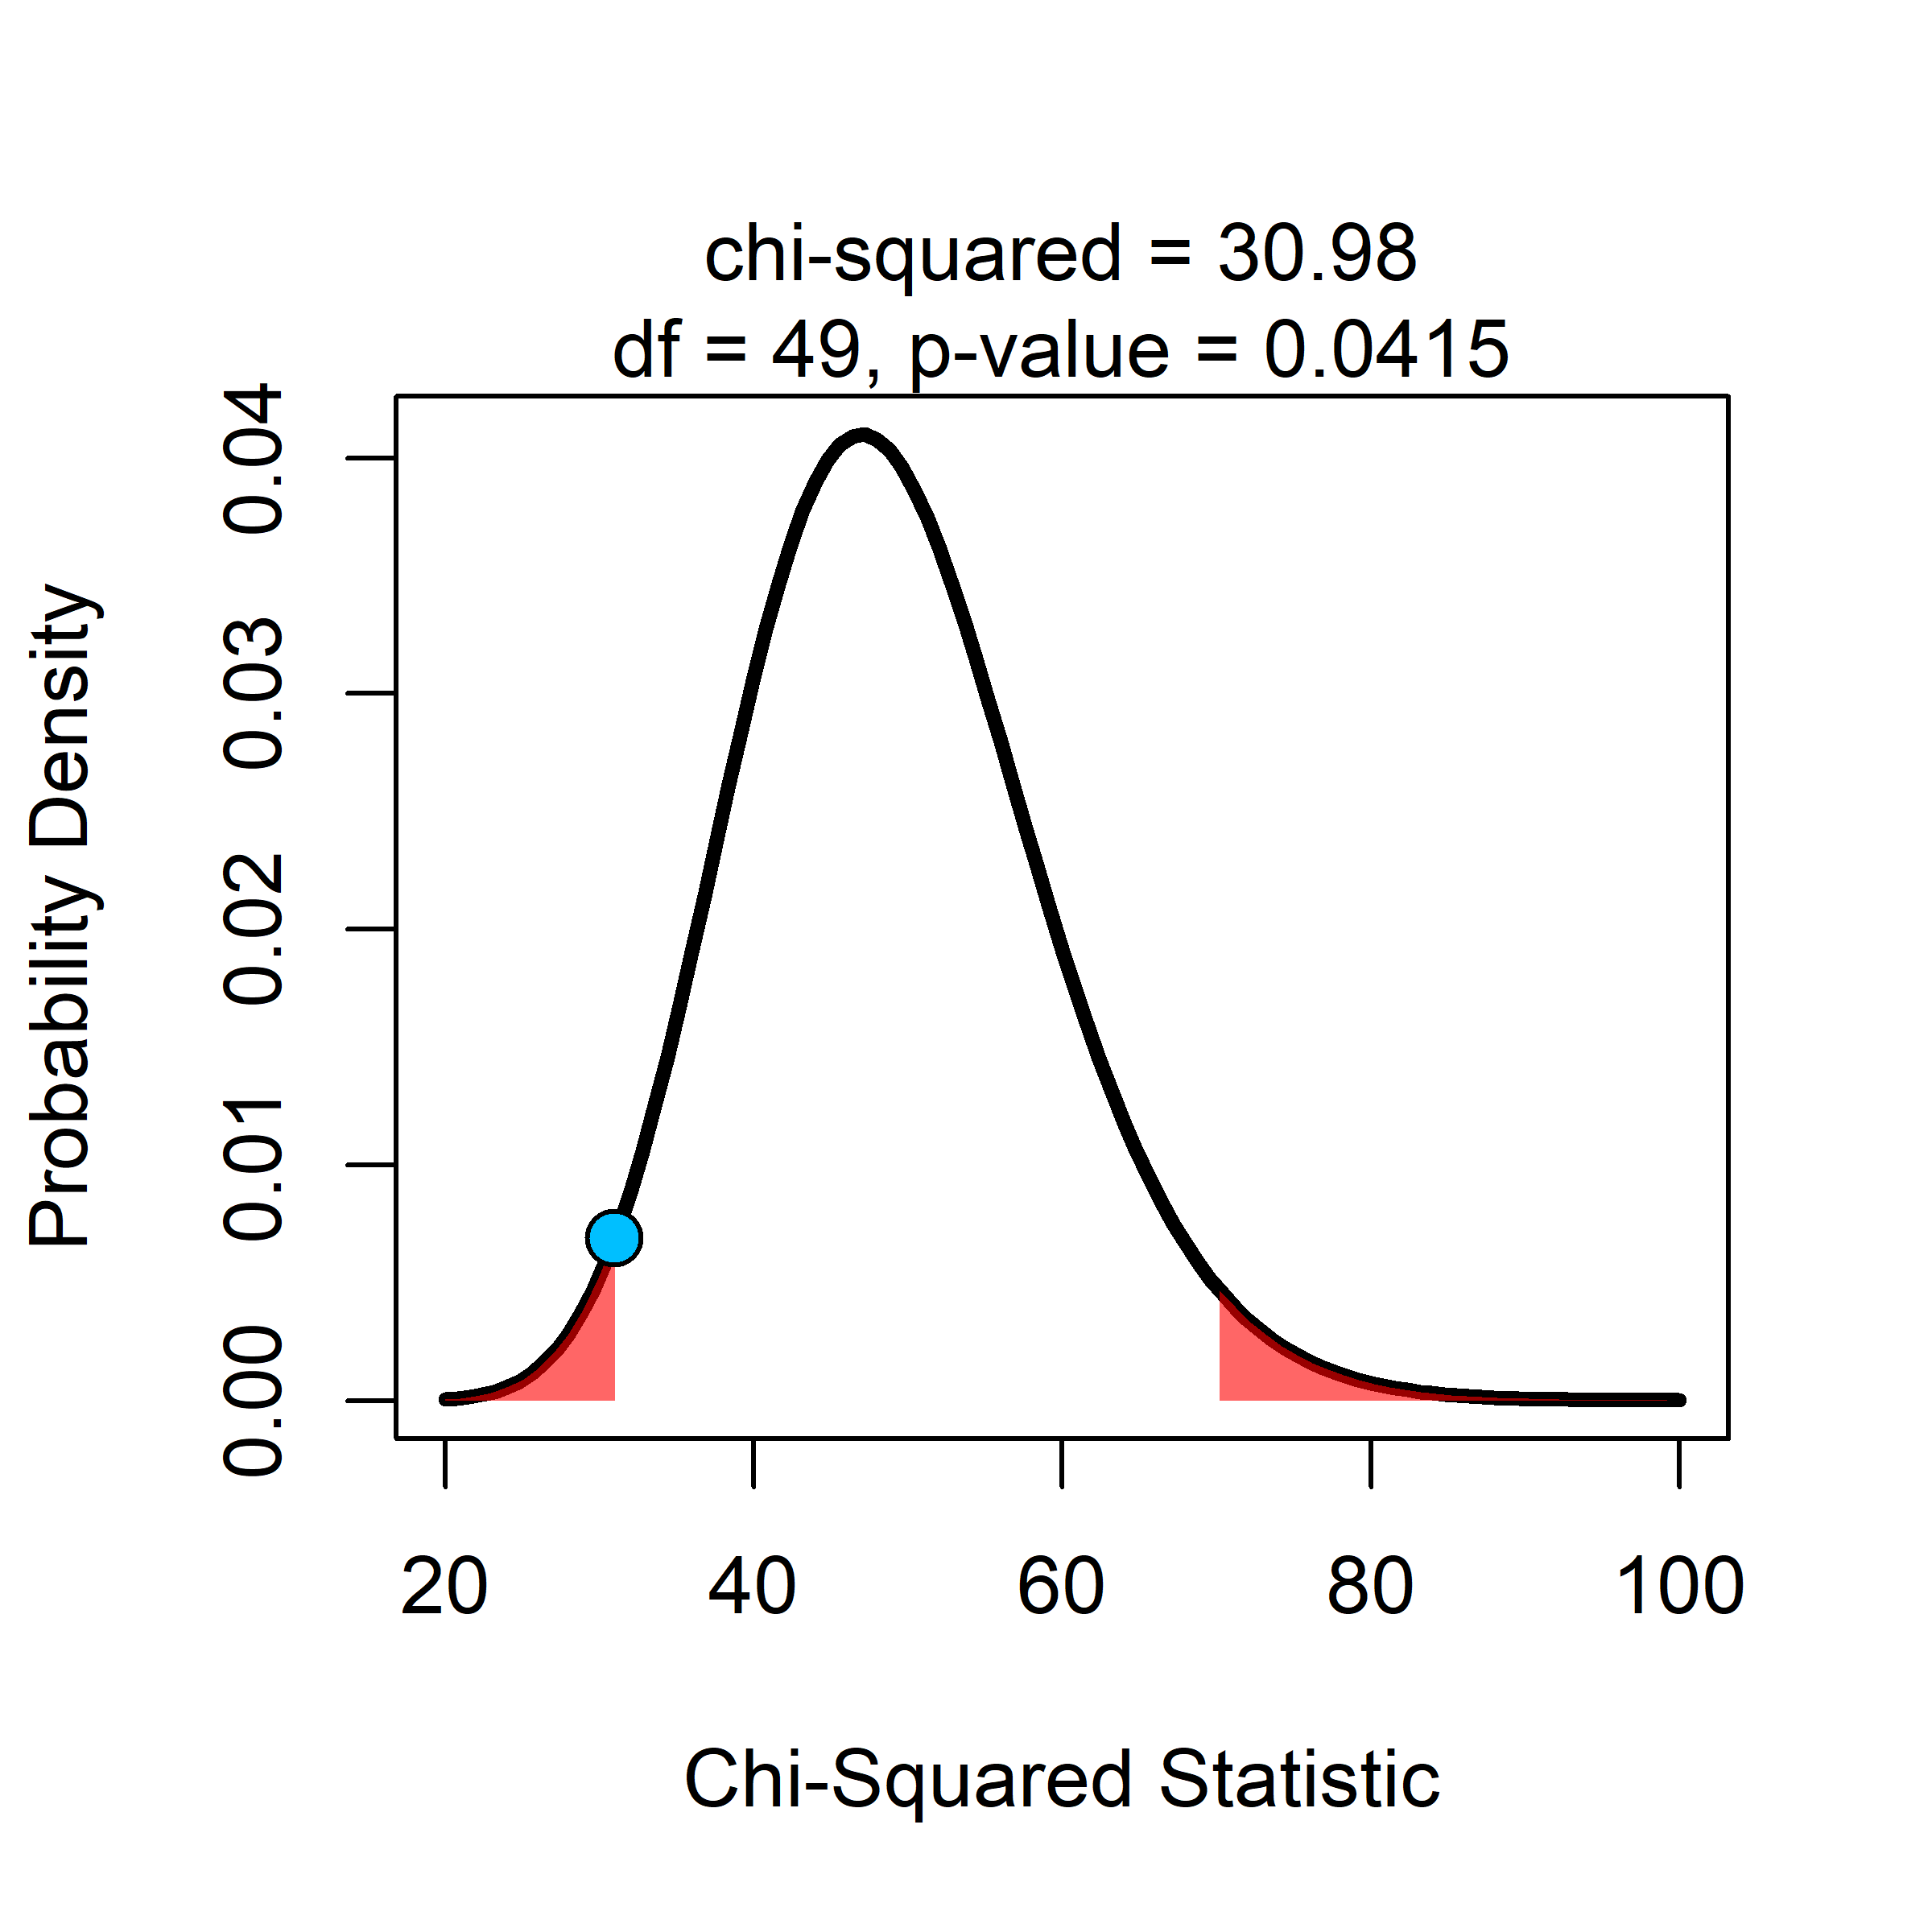 chi-squared = 30.98
df = 49, p-value = 0.0415
Probability Density
0.04
0.03
0.02
0.01
0.00
20 40 60 80 100
Chi-Squared Statistic